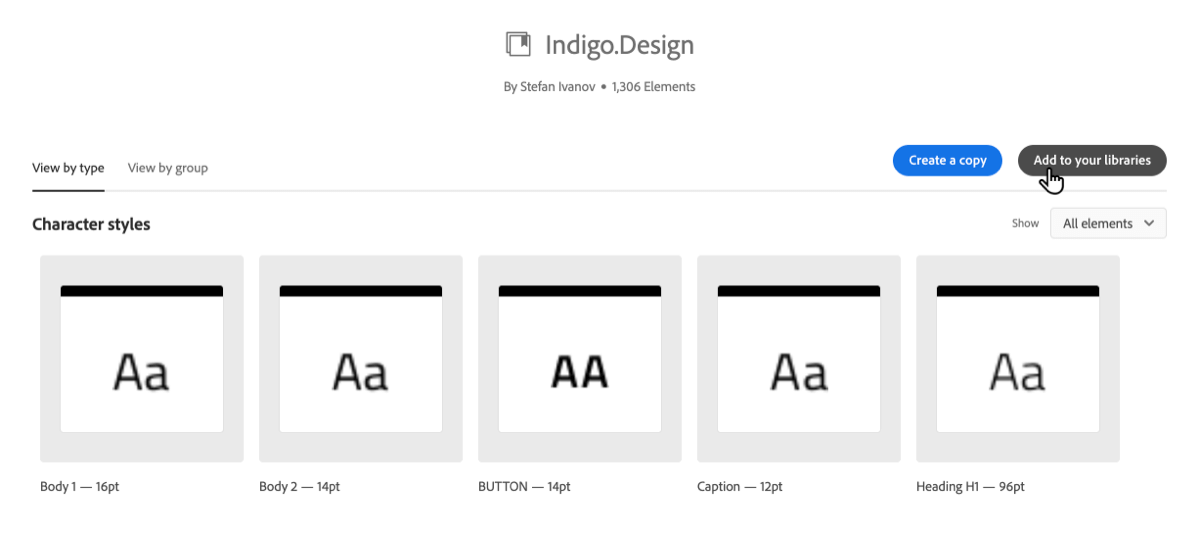 Indigo.Design
By Stefan Ivanov • 1,306 Elements
View by type View by group Create a copy Add to your libraries
Character styles Show All elements
Aa Aa AA Aa Aa
Body 1 — 16pt Body 2 — 14pt BUTTON — 14pt Caption — 12pt Heading H1 — 96pt